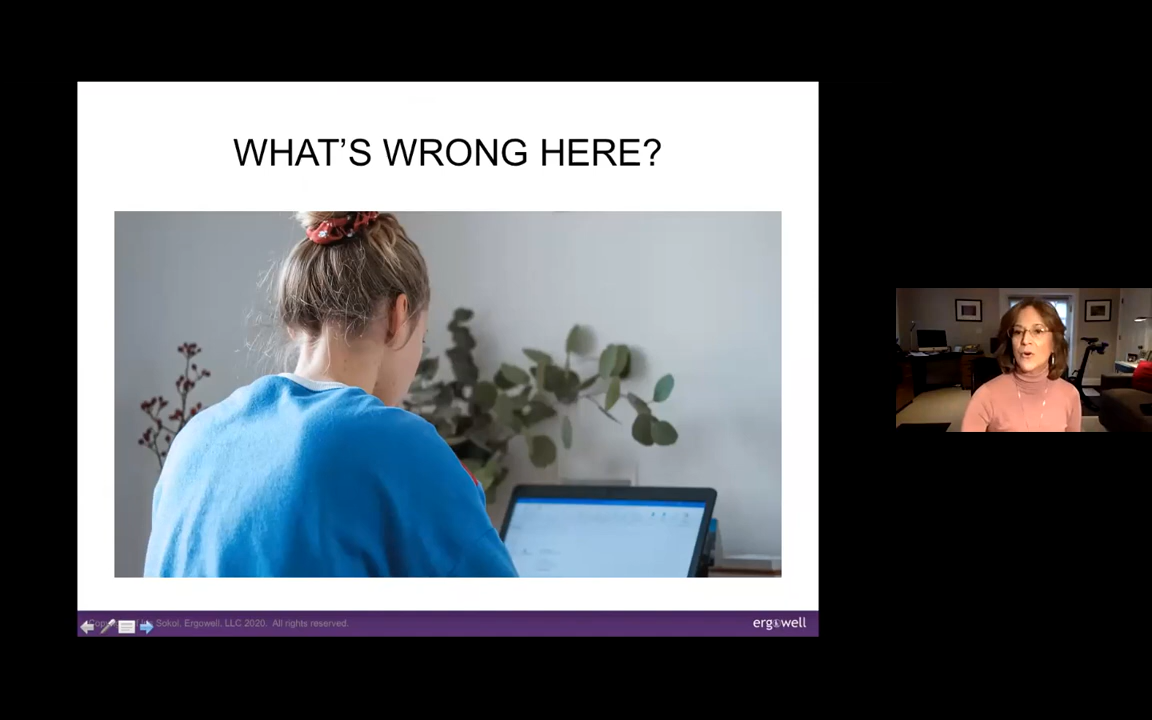 WHAT’S WRONG HERE?
Sokol. Ergowell, LLC 2020. All rights reserved.
ergowell